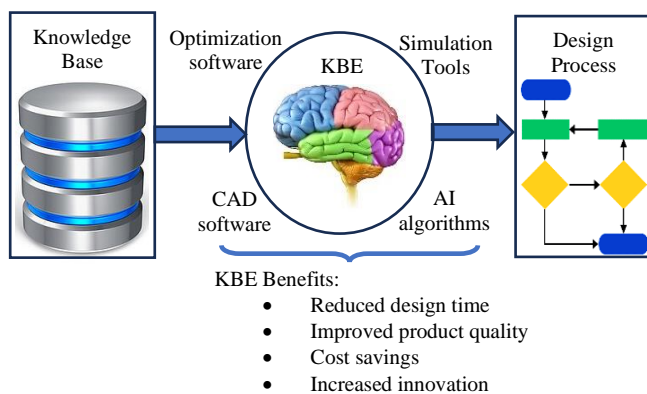 Knowledge
Base
Optimization
software
KBE
Simulation
Tools
Design
Process
CAD
software
AI
algorithms
KBE Benefits:
• Reduced design time
• Improved product quality
• Cost savings
• Increased innovation